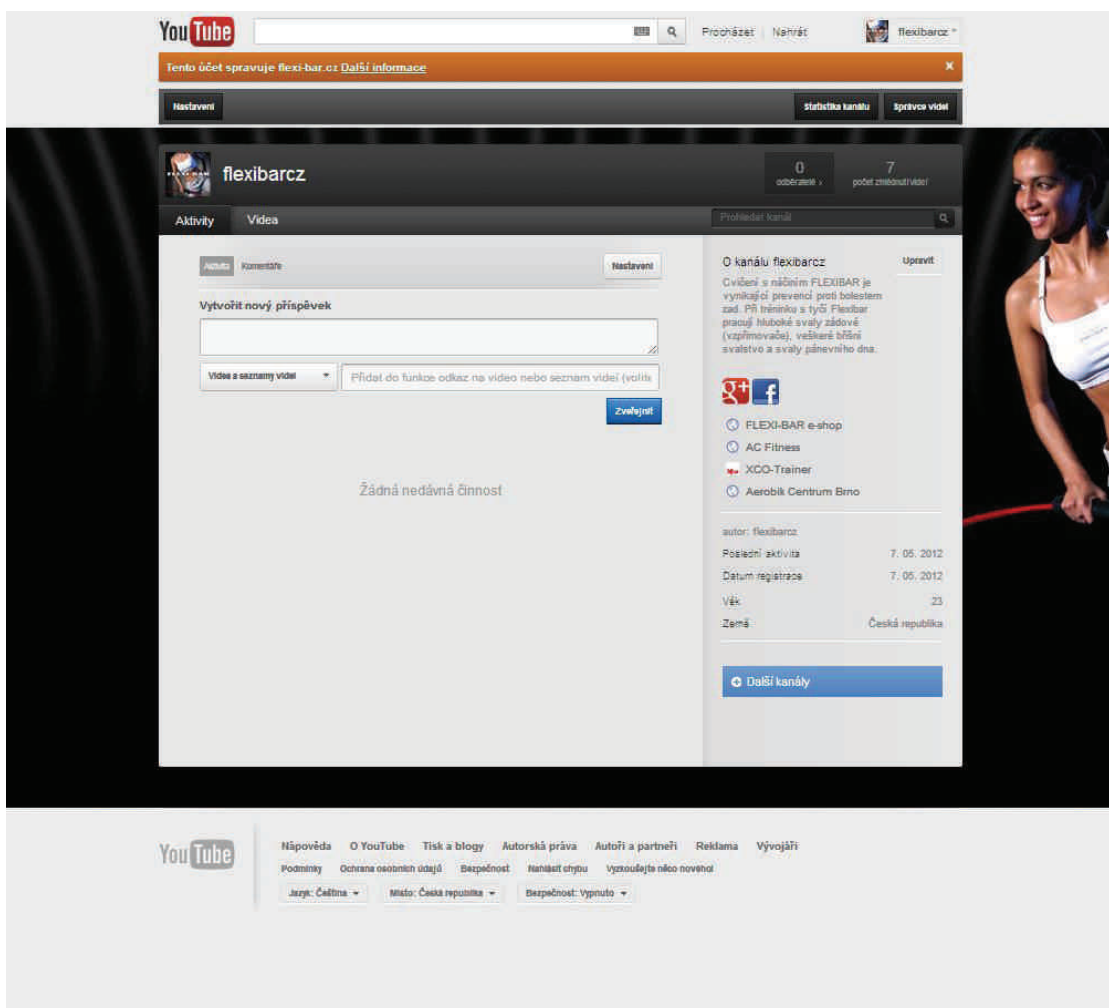 YouTube
Procházet
Nahrát
flexibarcz
Tento účet spravuje flexi-bar.cz Další informace
Nastavení
Statistika kanálu
Správce videí
flexibarcz
0
odběratelé
7
počet zhlédnutí videí
Aktivity
Videa
Prohledat kanál
Aktivita
Komentáře
Nastavení
Vytvořit nový příspěvek
Videa a seznamy videí
Přidat do funkce odkaz na video nebo seznam videí
Zveřejnit
Žádná nedávná činnost
O kanálu flexibarcz
Upravit
Cvičení s náčiním FLEXIBAR je
vynikající prevencí proti bolestem
zad. Při tréninku s tyčí Flexibar
pracují hluboké svaly zádové
(vzpřimovače), veškeré břišní
svalstvo a svaly pánevního dna.
FLEXI-BAR e-shop
AC Fitness
XCO-Trainer
Aerobik Centrum Brno
autor: flexibarcz
Poslední aktivita 7. 05. 2012
Datum registrace 7. 05. 2012
Věk 23
Země Česká republika
Další kanály
YouTube
Nápověda O YouTube Tisk a blogy Autorská práva Autoři a partneři Reklama Vývojáři
Podmínky Ochrana osobních údajů Bezpečnost Nahlásit chybu Vyzkoušejte něco nového!
Jazyk: Čeština Místo: Česká republika Bezpečnost: Vypnuto